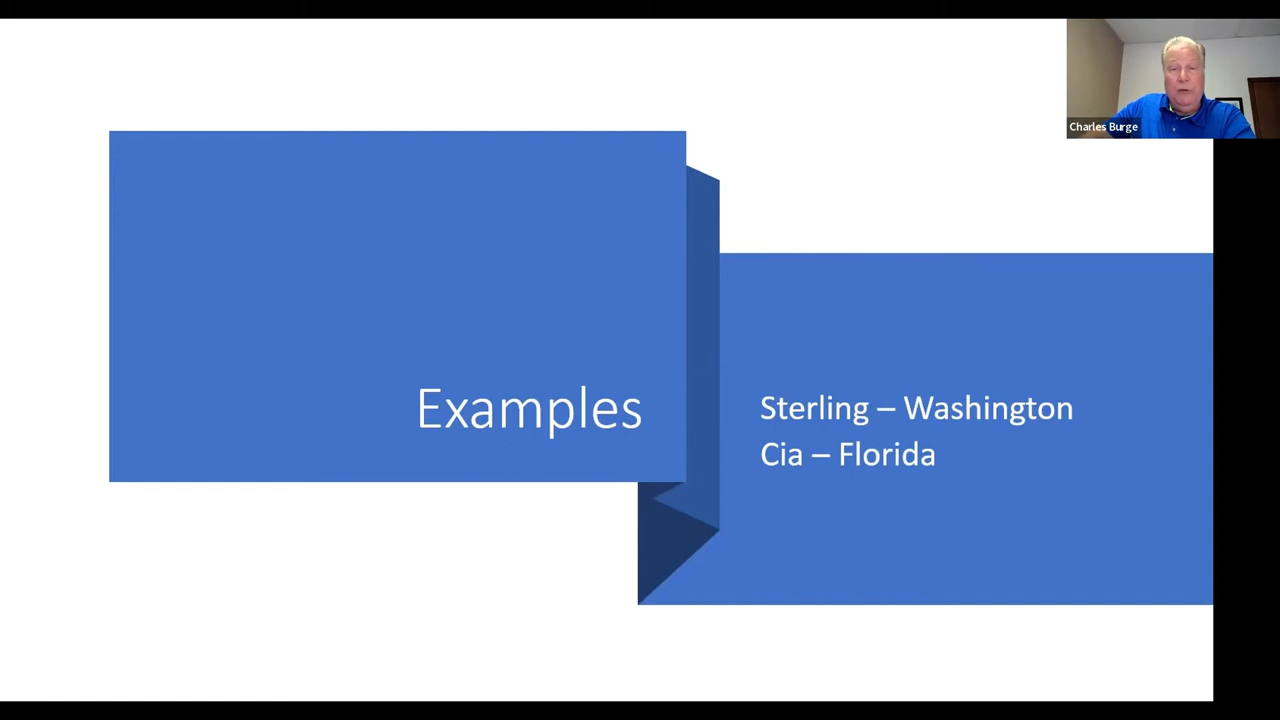 Charles Burge
Examples
Sterling – Washington
Cia – Florida